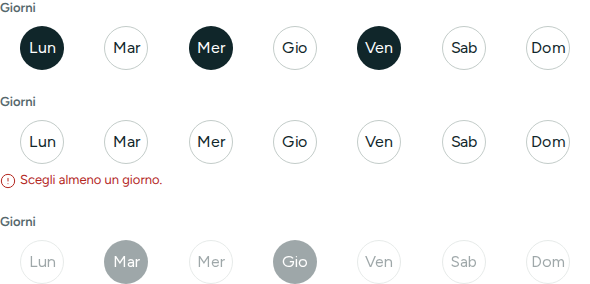 Giorni
Lun Mar Mer Gio Ven Sab Dom
Giorni
Lun Mar Mer Gio Ven Sab Dom
Scegli almeno un giorno.
Giorni
Lun Mar Mer Gio Ven Sab Dom